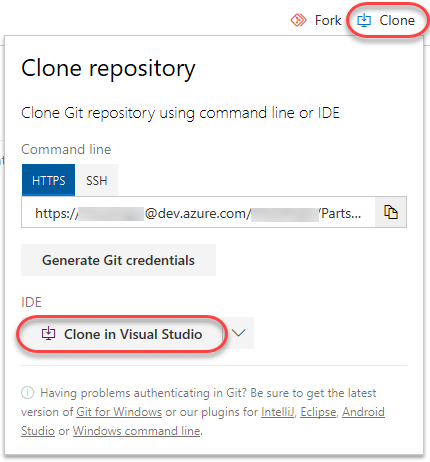 Fork Clone
Clone repository
Clone Git repository using command line or IDE
Command line
HTTPS SSH
https:// @dev.azure.com/ /Parts...
Generate Git credentials
IDE
Clone in Visual Studio
Having problems authenticating in Git? Be sure to get the latest
version of Git for Windows or our plugins for IntelliJ, Eclipse, Android
Studio or Windows command line.